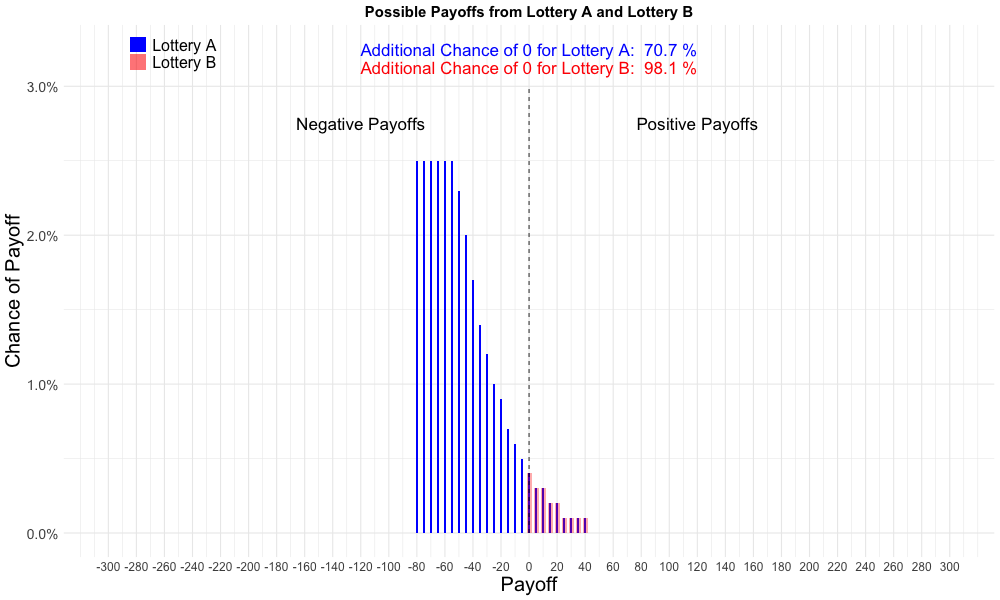 Possible Payoffs from Lottery A and Lottery B
Lottery A
Lottery B
Additional Chance of 0 for Lottery A: 70.7 %
Additional Chance of 0 for Lottery B: 98.1 %
Negative Payoffs
Positive Payoffs
Chance of Payoff
3.0%
2.0%
1.0%
0.0%
-300 -280 -260 -240 -220 -200 -180 -160 -140 -120 -100 -80 -60 -40 -20 0 20 40 60 80 100 120 140 160 180 200 220 240 260 280 300
Payoff